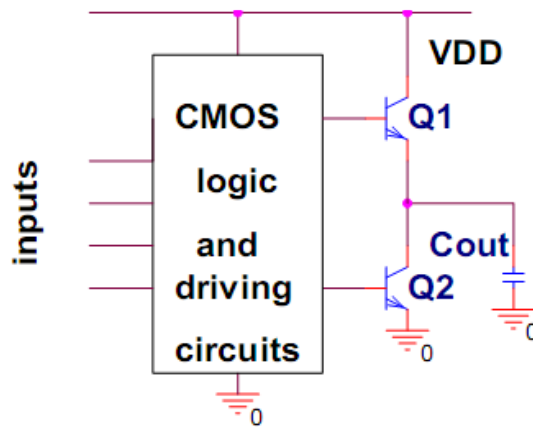 VDD
CMOS
Q1
logic
inputs
and
Cout
driving
Q2
circuits
0
0
0